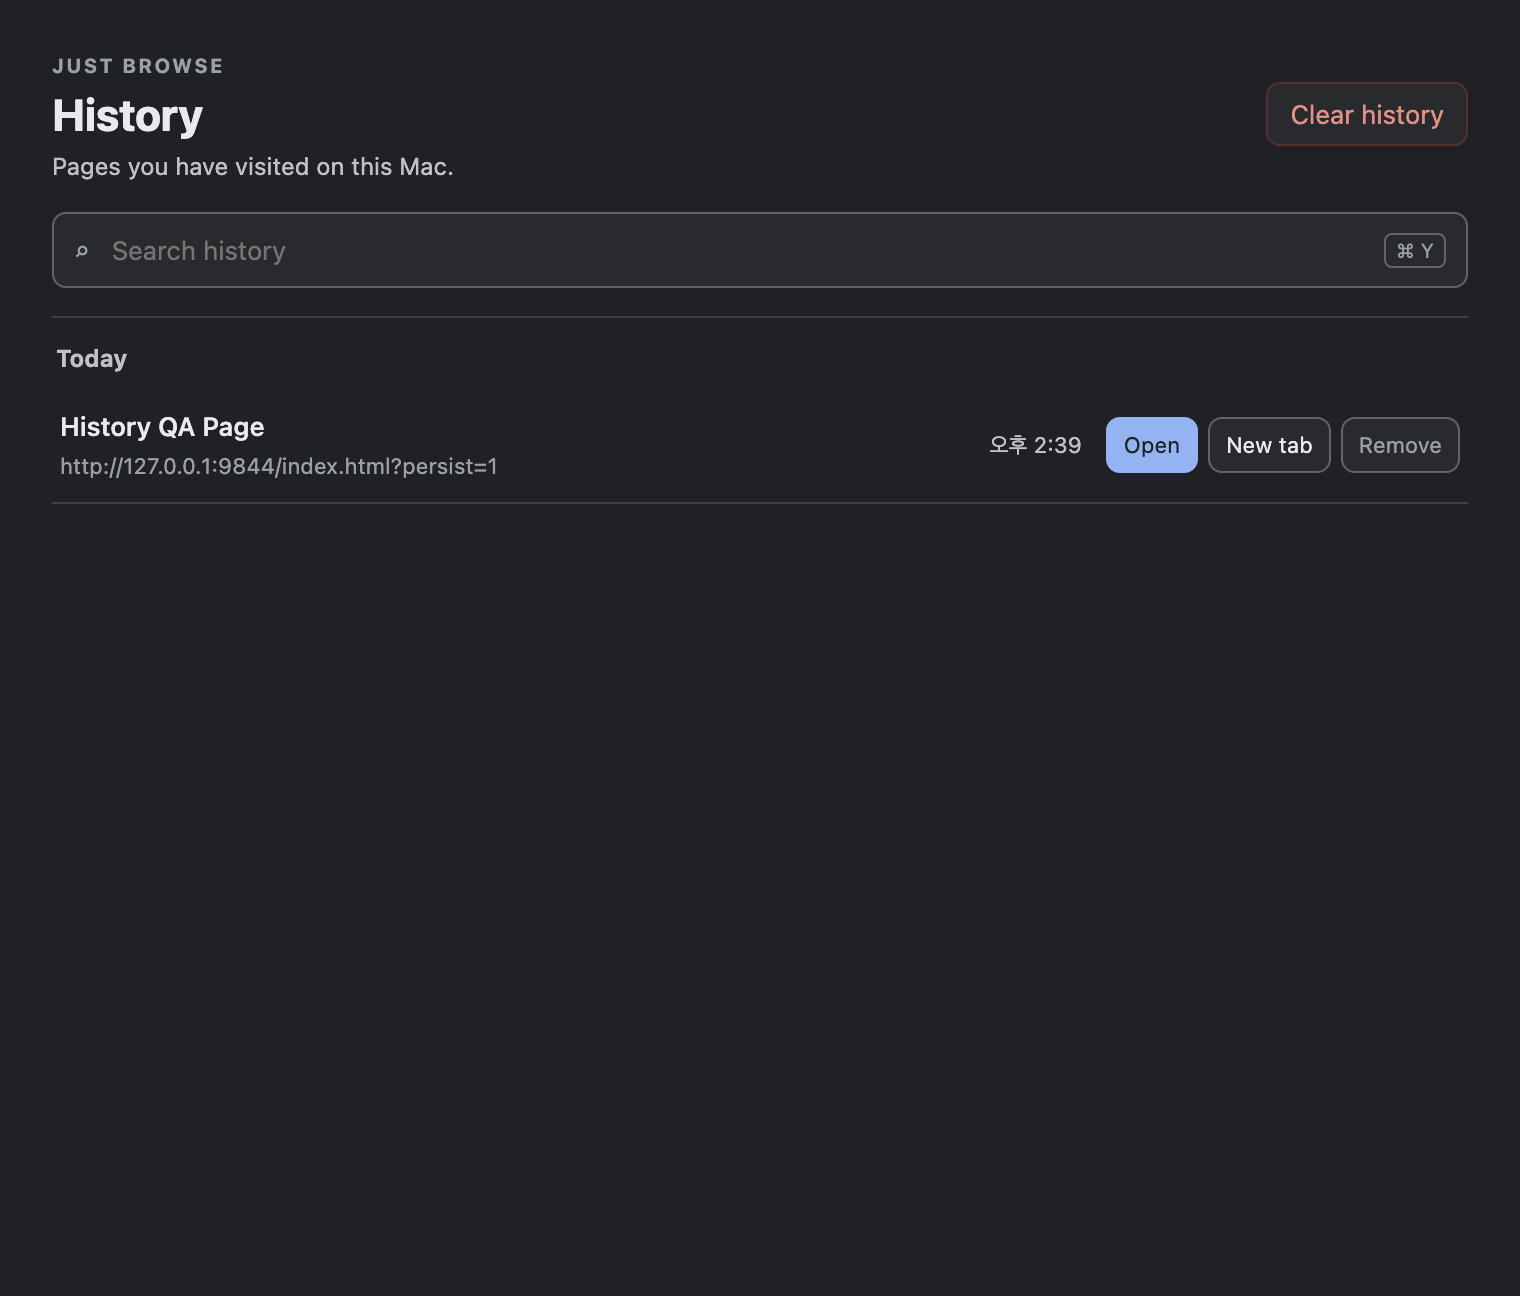 JUST BROWSE
History
Pages you have visited on this Mac.
Clear history
Search history
⌘ Y
Today
History QA Page
http://127.0.0.1:9844/index.html?persist=1
오후 2:39
Open
New tab
Remove